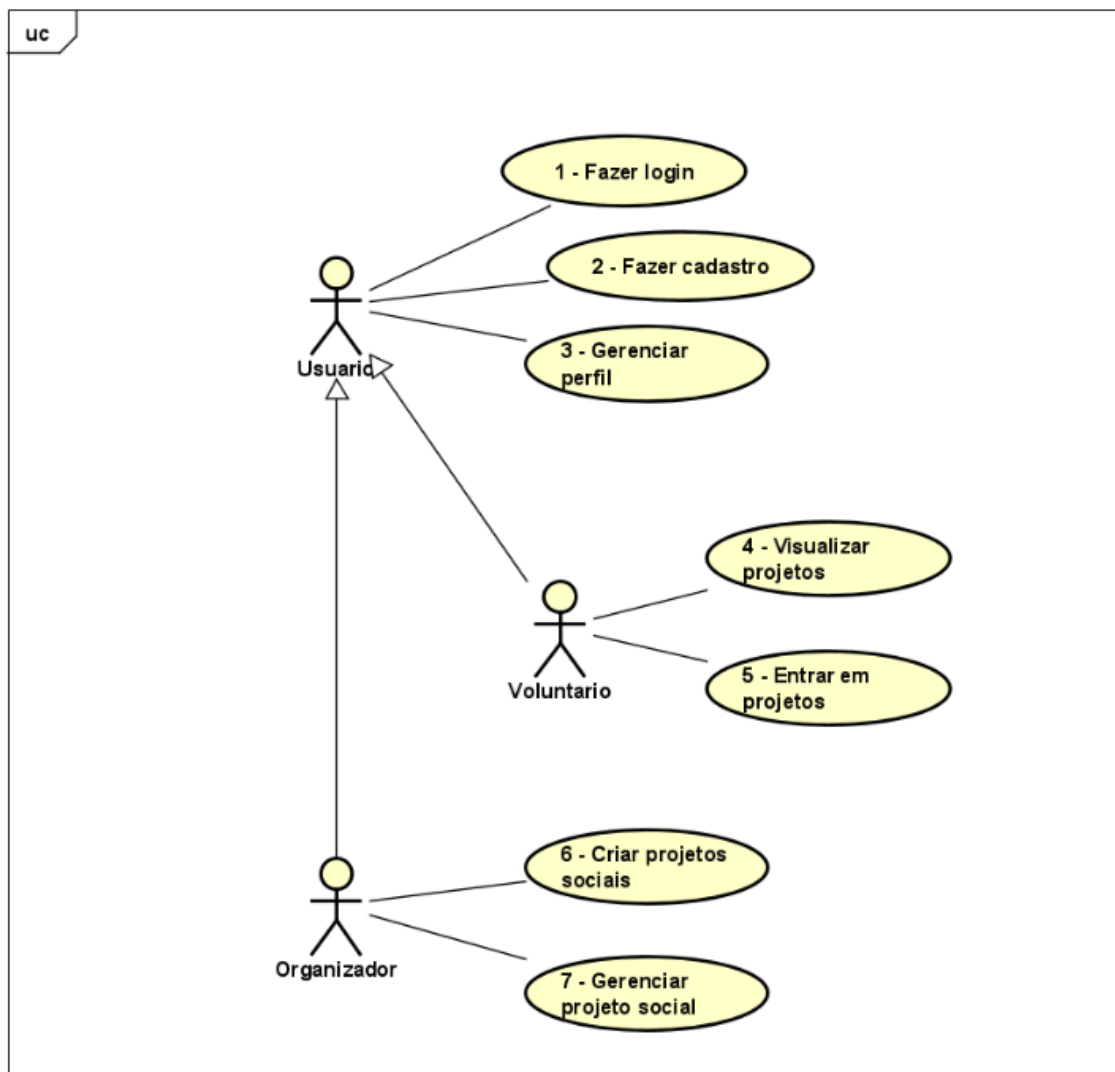 uc
1 - Fazer login
2 - Fazer cadastro
3 - Gerenciar
perfil
Usuario
4 - Visualizar
projetos
5 - Entrar em
projetos
Voluntario
6 - Criar projetos
sociais
7 - Gerenciar
projeto social
Organizador